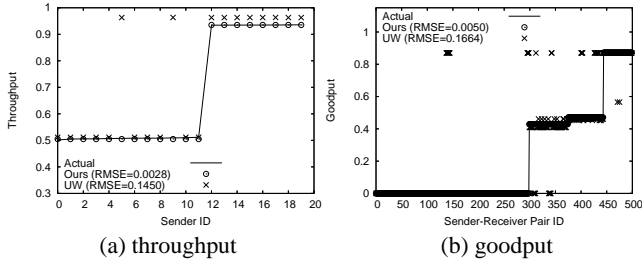 1
0.9
0.8
0.7
0.6
0.5
0.4
0.3
Throughput
Actual
Ours (RMSE=0.0028)
UW (RMSE=0.1450)
0 2 4 6 8 10 12 14 16 18 20
Sender ID
(a) throughput
Actual
Ours (RMSE=0.0050)
UW (RMSE=0.1664)
1
0.8
0.6
0.4
0.2
0
Goodput
0 50 100 150 200 250 300 350 400 450 500
Sender-Receiver Pair ID
(b) goodput